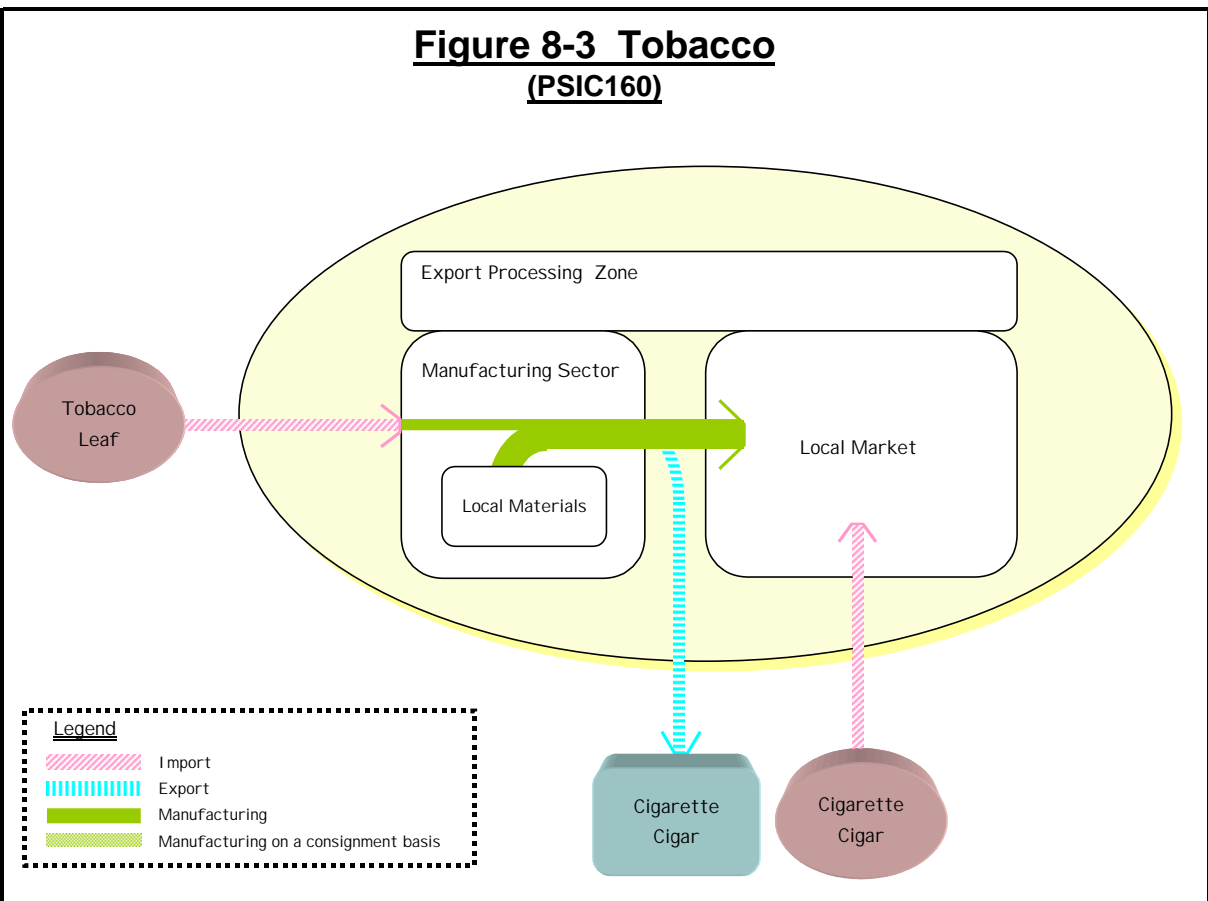 Figure 8-3 Tobacco
(PSIC160)
Export Processing Zone
Manufacturing Sector
Tobacco
Leaf
Local Market
Local Materials
Legend
Import
Export
Manufacturing
Manufacturing on a consignment basis
Cigarette
Cigar
Cigarette
Cigar